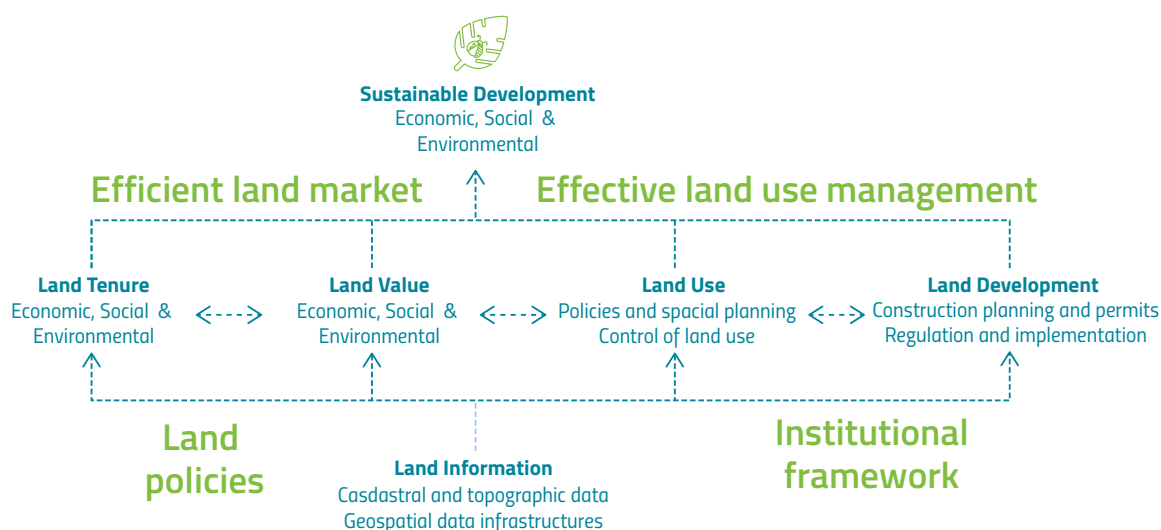 Sustainable Development
Economic, Social &
Environmental
Efficient land market
Effective land use management
Land Tenure
Economic, Social &
Environmental
Land Value
Economic, Social &
Environmental
Land Use
Policies and spacial planning
Control of land use
Land Development
Construction planning and permits
Regulation and implementation
Land
policies
Institutional
framework
Land Information
Casdastral and topographic data
Geospatial data infrastructures